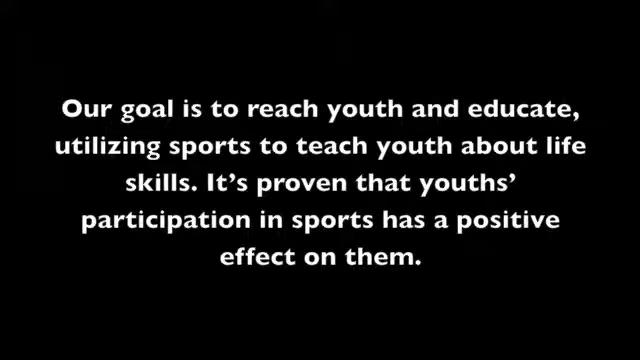 Our goal is to reach youth and educate,
utilizing sports to teach youth about life
skills. It’s proven that youths’
participation in sports has a positive
effect on them.